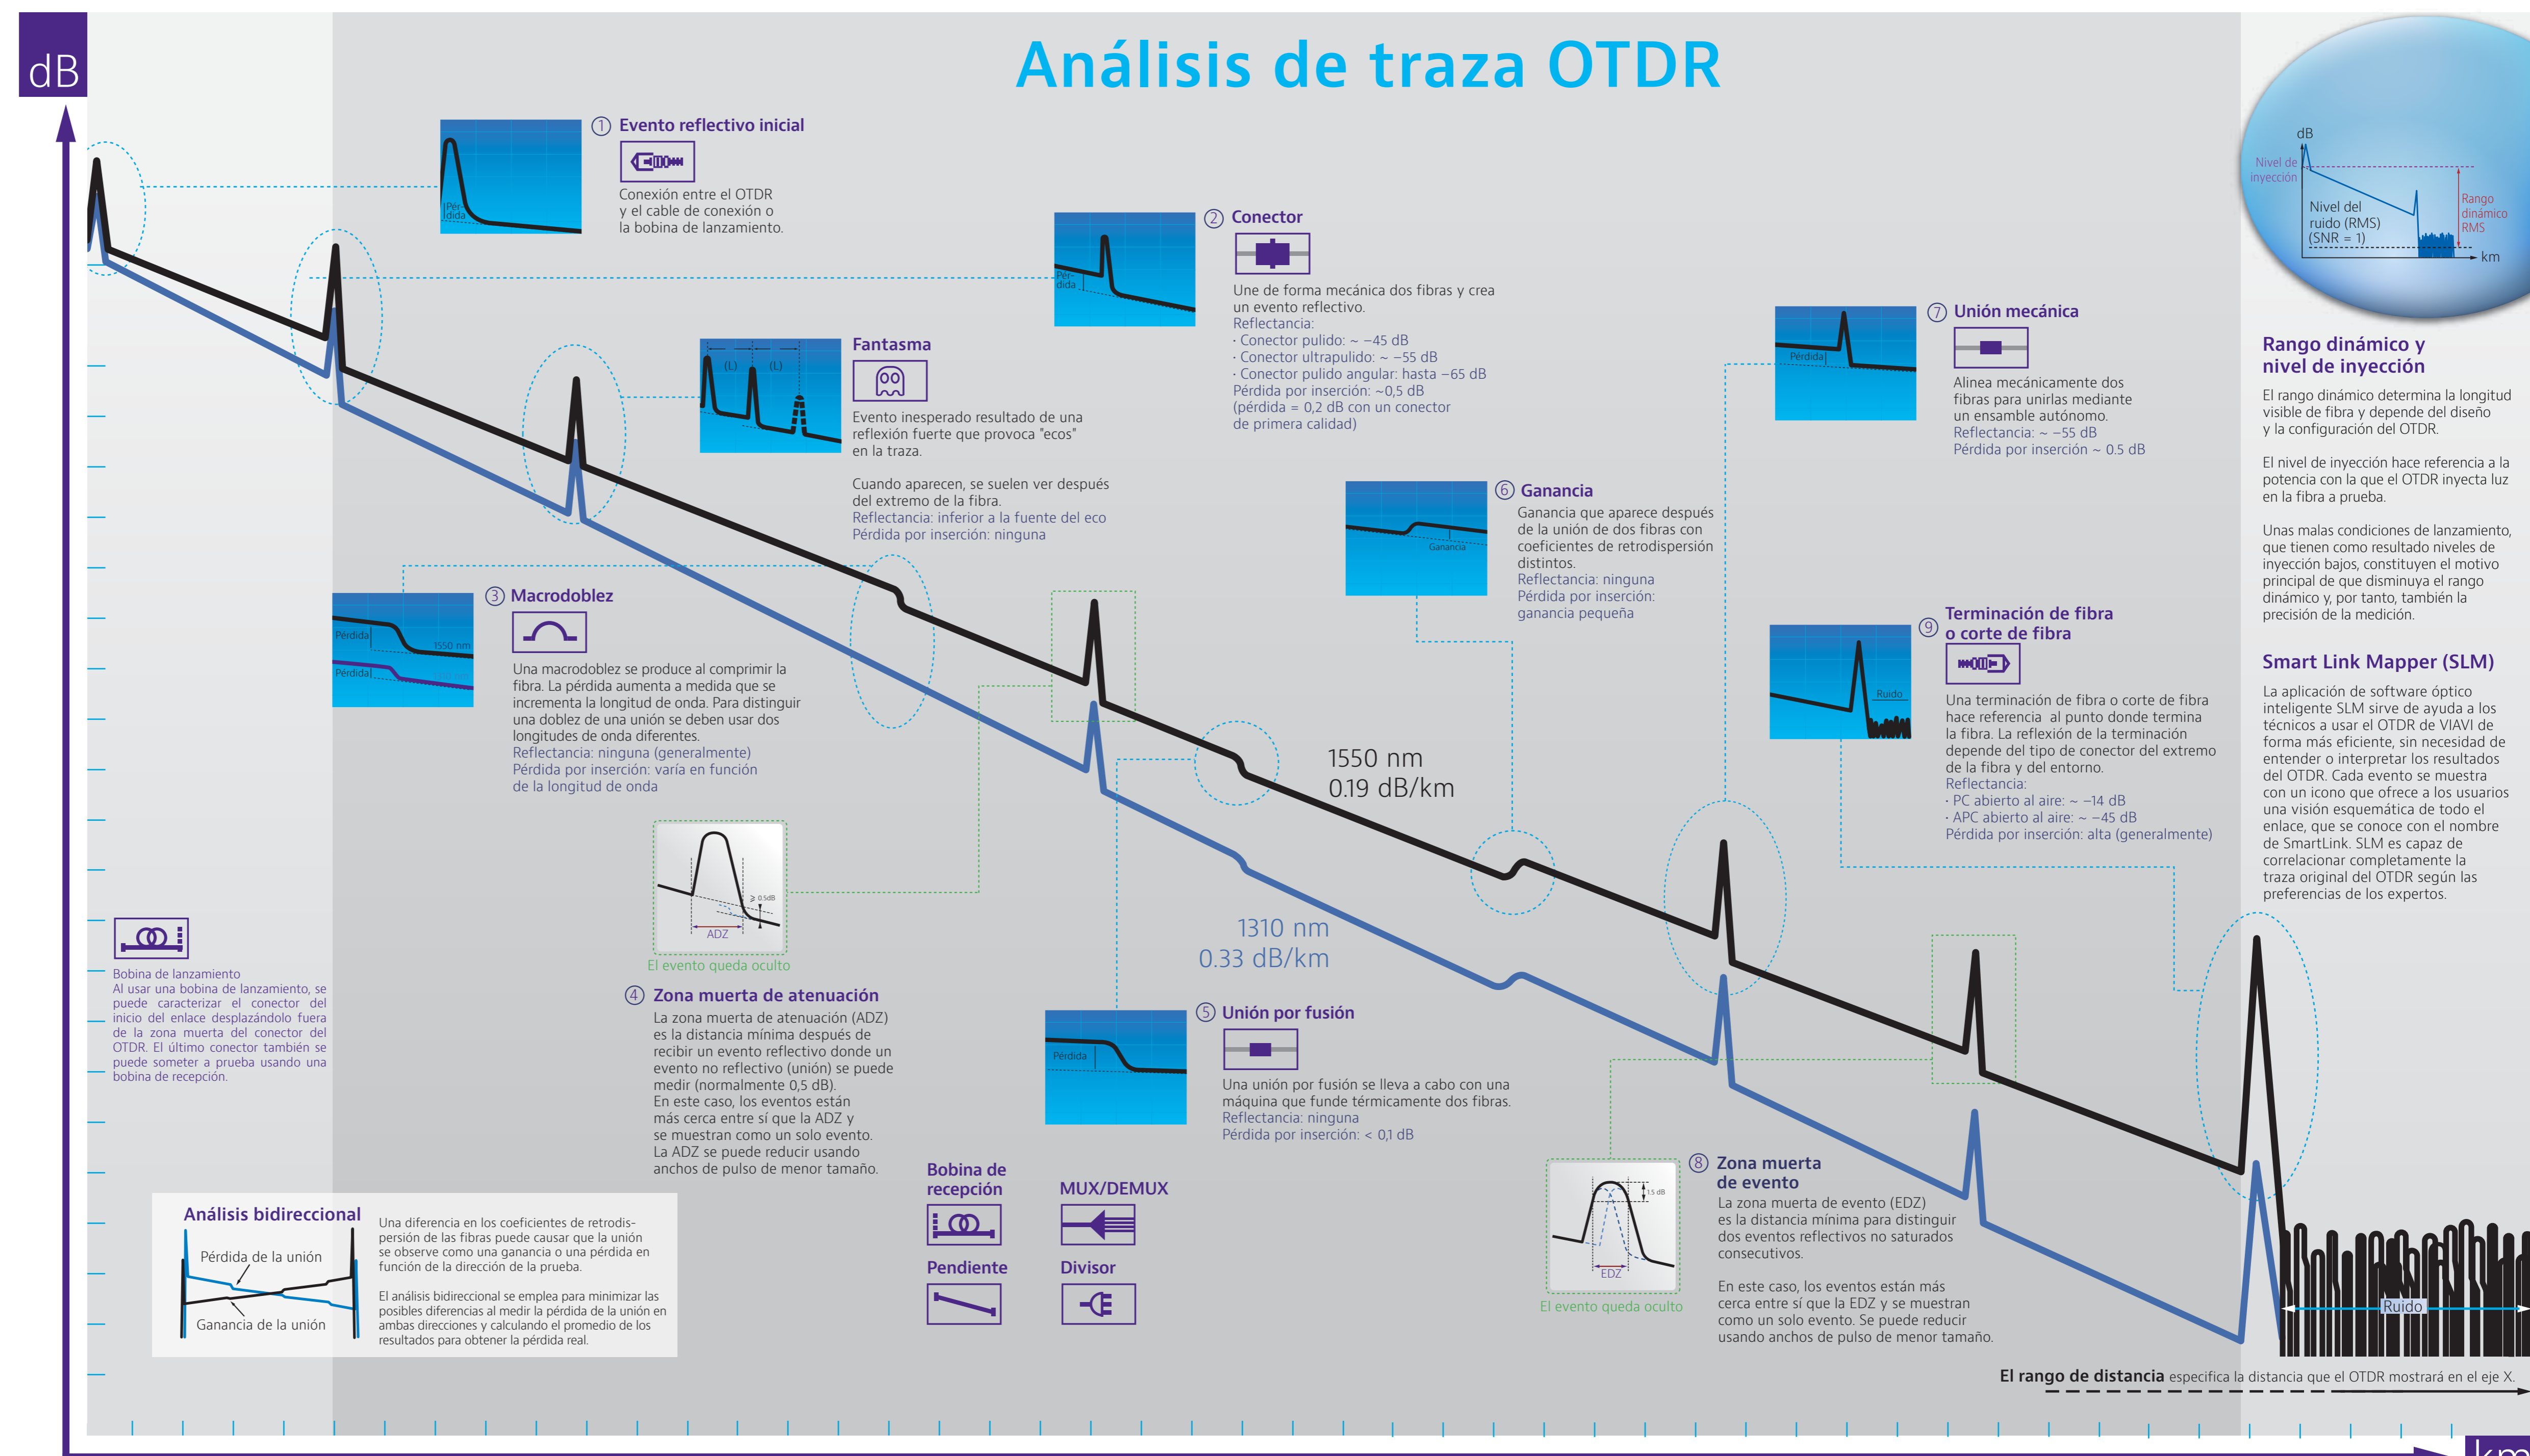 dB
Análisis de traza OTDR
① Evento reflectivo inicial
Pér-
dida
Conexión entre el OTDR
y el cable de conexión o
la bobina de lanzamiento.
② Conector
Pér-
dida
Une de forma mecánica dos fibras y crea
un evento reflectivo.
Reflectancia:
· Conector pulido: ~ −45 dB
· Conector ultrapulido: ~ −55 dB
· Conector pulido angular: hasta −65 dB
Pérdida por inserción: ~0,5 dB
(pérdida = 0,2 dB con un conector
de primera calidad)
Fantasma
(L) (L)
Evento inesperado resultado de una
reflexión fuerte que provoca "ecos"
en la traza.
Cuando aparecen, se suelen ver después
del extremo de la fibra.
Reflectancia: inferior a la fuente del eco
Pérdida por inserción: ninguna
③ Macrodoblez
Pérdida
1550 nm
Pérdida
Una macrodoblez se produce al comprimir la
fibra. La pérdida aumenta a medida que se
incrementa la longitud de onda. Para distinguir
una doblez de una unión se deben usar dos
longitudes de onda diferentes.
Reflectancia: ninguna (generalmente)
Pérdida por inserción: varía en función
de la longitud de onda
⑦ Unión mecánica
Pérdida
Alinea mecánicamente dos
fibras para unirlas mediante
un ensamble autónomo.
Reflectancia: ~ −55 dB
Pérdida por inserción ~ 0.5 dB
⑥ Ganancia
Ganancia
Ganancia que aparece después
de la unión de dos fibras con
coeficientes de retrodispersión
distintos.
Reflectancia: ninguna
Pérdida por inserción:
ganancia pequeña
⑨ Terminación de fibra
o corte de fibra
Ruido
Una terminación de fibra o corte de fibra
hace referencia al punto donde termina
la fibra. La reflexión de la terminación
depende del tipo de conector del extremo
de la fibra y del entorno.
Reflectancia:
· PC abierto al aire: ~ −14 dB
· APC abierto al aire: ~ −45 dB
Pérdida por inserción: alta (generalmente)
1550 nm
0.19 dB/km
1310 nm
0.33 dB/km
⩾ 0.5dB
ADZ
El evento queda oculto
④ Zona muerta de atenuación
La zona muerta de atenuación (ADZ)
es la distancia mínima después de
recibir un evento reflectivo donde un
evento no reflectivo (unión) se puede
medir (normalmente 0,5 dB).
En este caso, los eventos están
más cerca entre sí que la ADZ y
se muestran como un solo evento.
La ADZ se puede reducir usando
anchos de pulso de menor tamaño.
⑤ Unión por fusión
Pérdida
Una unión por fusión se lleva a cabo con una
máquina que funde térmicamente dos fibras.
Reflectancia: ninguna
Pérdida por inserción: < 0,1 dB
Bobina de lanzamiento
Al usar una bobina de lanzamiento, se
puede caracterizar el conector del
inicio del enlace desplazándolo fuera
de la zona muerta del conector del
OTDR. El último conector también se
puede someter a prueba usando una
bobina de recepción.
Análisis bidireccional
Pérdida de la unión
Ganancia de la unión
Una diferencia en los coeficientes de retrodis-
persión de las fibras puede causar que la unión
se observe como una ganancia o una pérdida en
función de la dirección de la prueba.
El análisis bidireccional se emplea para minimizar las
posibles diferencias al medir la pérdida de la unión en
ambas direcciones y calculando el promedio de los
resultados para obtener la pérdida real.
Bobina de
recepción
MUX/DEMUX
Pendiente
Divisor
1.5 dB
EDZ
El evento queda oculto
⑧ Zona muerta
de evento
La zona muerta de evento (EDZ)
es la distancia mínima para distinguir
dos eventos reflectivos no saturados
consecutivos.
En este caso, los eventos están más
cerca entre sí que la EDZ y se muestran
como un solo evento. Se puede reducir
usando anchos de pulso de menor tamaño.
dB
Nivel de
inyección
Nivel del
ruido (RMS)
(SNR = 1)
Rango
dinámico
RMS
km
Rango dinámico y
nivel de inyección
El rango dinámico determina la longitud
visible de fibra y depende del diseño
y la configuración del OTDR.
El nivel de inyección hace referencia a la
potencia con la que el OTDR inyecta luz
en la fibra a prueba.
Unas malas condiciones de lanzamiento,
que tienen como resultado niveles de
inyección bajos, constituyen el motivo
principal de que disminuya el rango
dinámico y, por tanto, también la
precisión de la medición.
Smart Link Mapper (SLM)
La aplicación de software óptico
inteligente SLM sirve de ayuda a los
técnicos a usar el OTDR de VIAVI de
forma más eficiente, sin necesidad de
entender o interpretar los resultados
del OTDR. Cada evento se muestra
con un icono que ofrece a los usuarios
una visión esquemática de todo el
enlace, que se conoce con el nombre
de SmartLink. SLM es capaz de
correlacionar completamente la
traza original del OTDR según las
preferencias de los expertos.
Ruido
El rango de distancia especifica la distancia que el OTDR mostrará en el eje X.
km